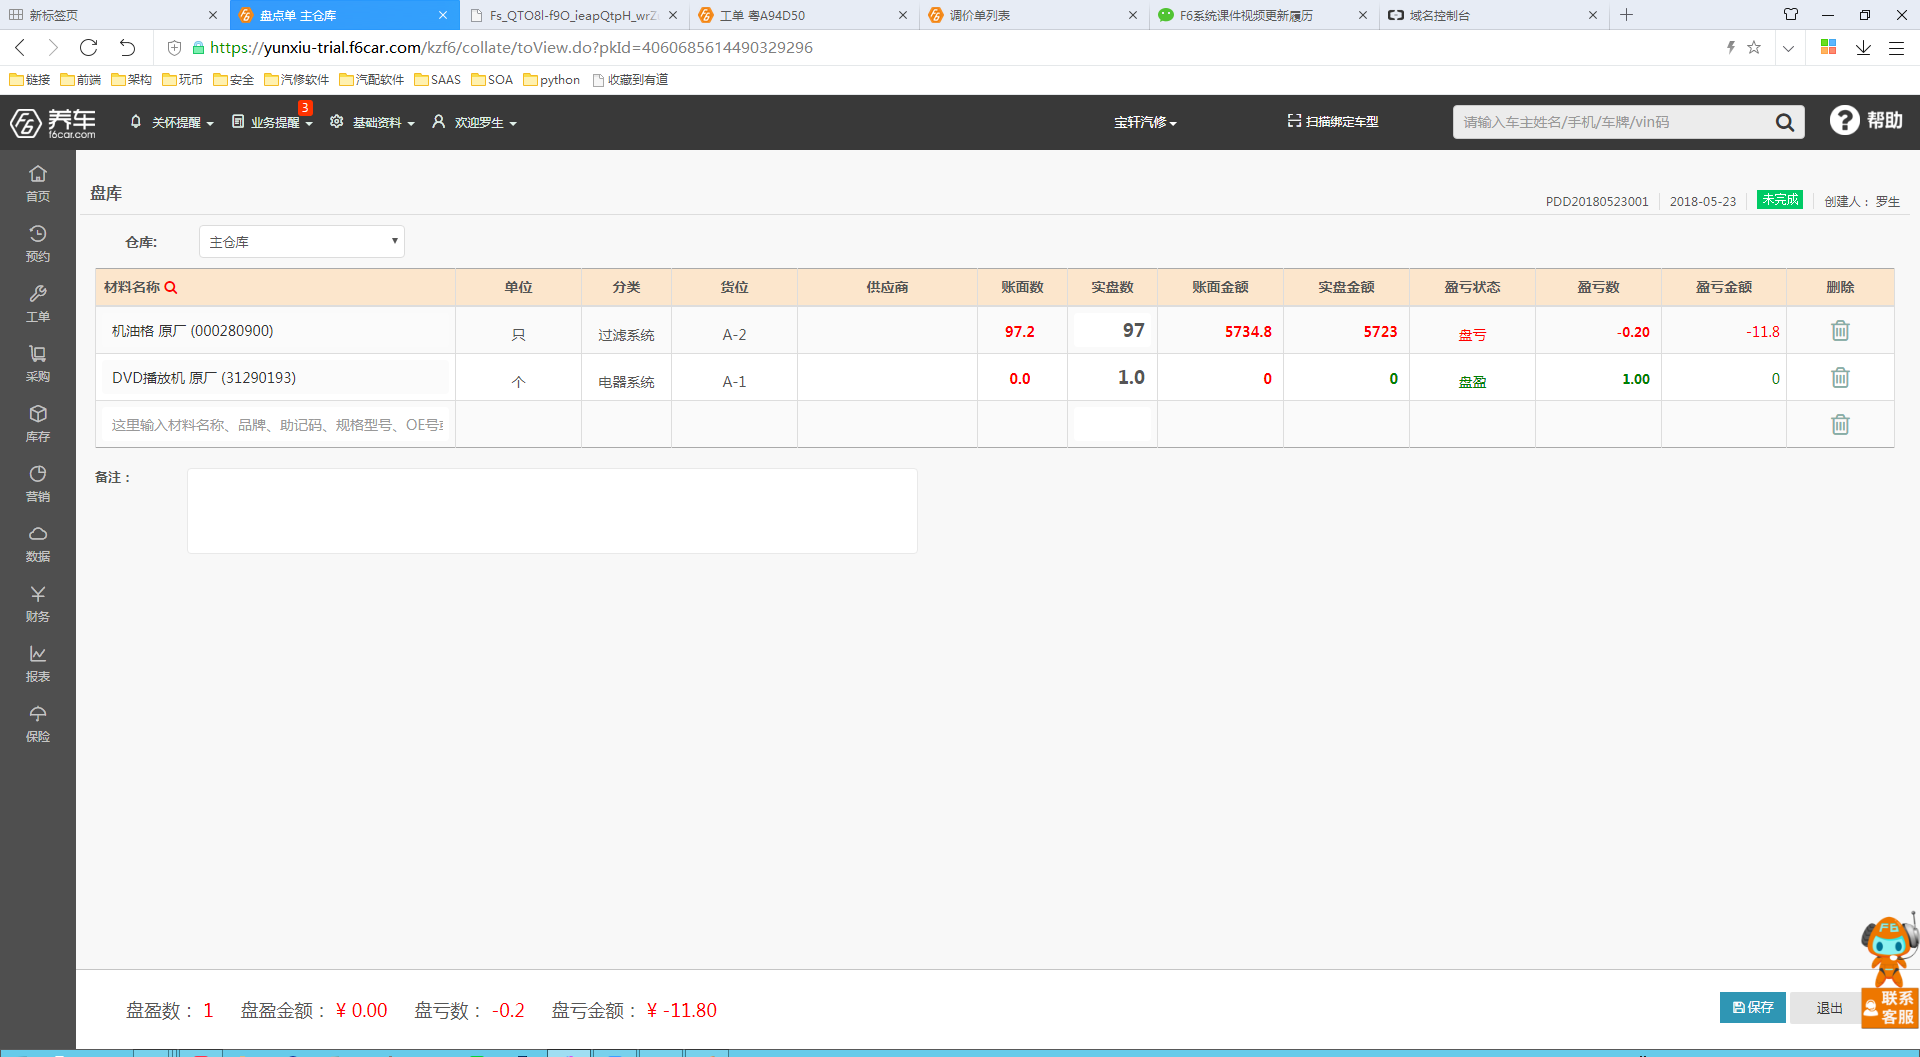 新标签页
盘点单 主仓库
Fs_QTO8l-f9O_ieapQtpH_wrZ
工单 粤A94D50
调价单列表
F6系统课件视频更新履历
域名控制台
https://yunxiu-trial.f6car.com/kzf6/collate/toView.do?pkId=4060685614490329296
链接 前端 架构 玩币 安全 汽修软件 汽配软件 SAAS SOA python 收藏到有道
养车
f6car.com
关怀提醒
业务提醒
3
基础资料
欢迎罗生
宝轩汽修
扫描绑定车型
请输入车主姓名/手机/车牌/vin码
帮助
首页
预约
工单
采购
库存
营销
数据
财务
报表
保险
盘库
PDD20180523001 2018-05-23 未完成 创建人：罗生
仓库: 主仓库
材料名称 单位 分类 货位 供应商 账面数 实盘数 账面金额 实盘金额 盈亏状态 盈亏数 盈亏金额 删除
机油格 原厂 (000280900) 只 过滤系统 A-2 97.2 97 5734.8 5723 盘亏 -0.20 -11.8
DVD播放机 原厂 (31290193) 个 电器系统 A-1 0.0 1.0 0 0 盘盈 1.00 0
这里输入材料名称、品牌、助记码、规格型号、OE号
备注：
盘盈数：1 盘盈金额：¥ 0.00 盘亏数：-0.2 盘亏金额：¥ -11.80
保存
退出
F6
联系
客服